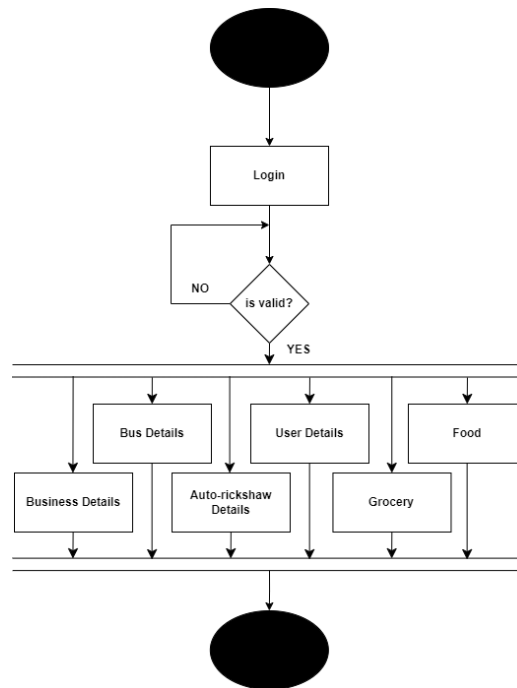 Login
NO
is valid?
YES
Bus Details
User Details
Food
Business Details
Auto-rickshaw
Details
Grocery